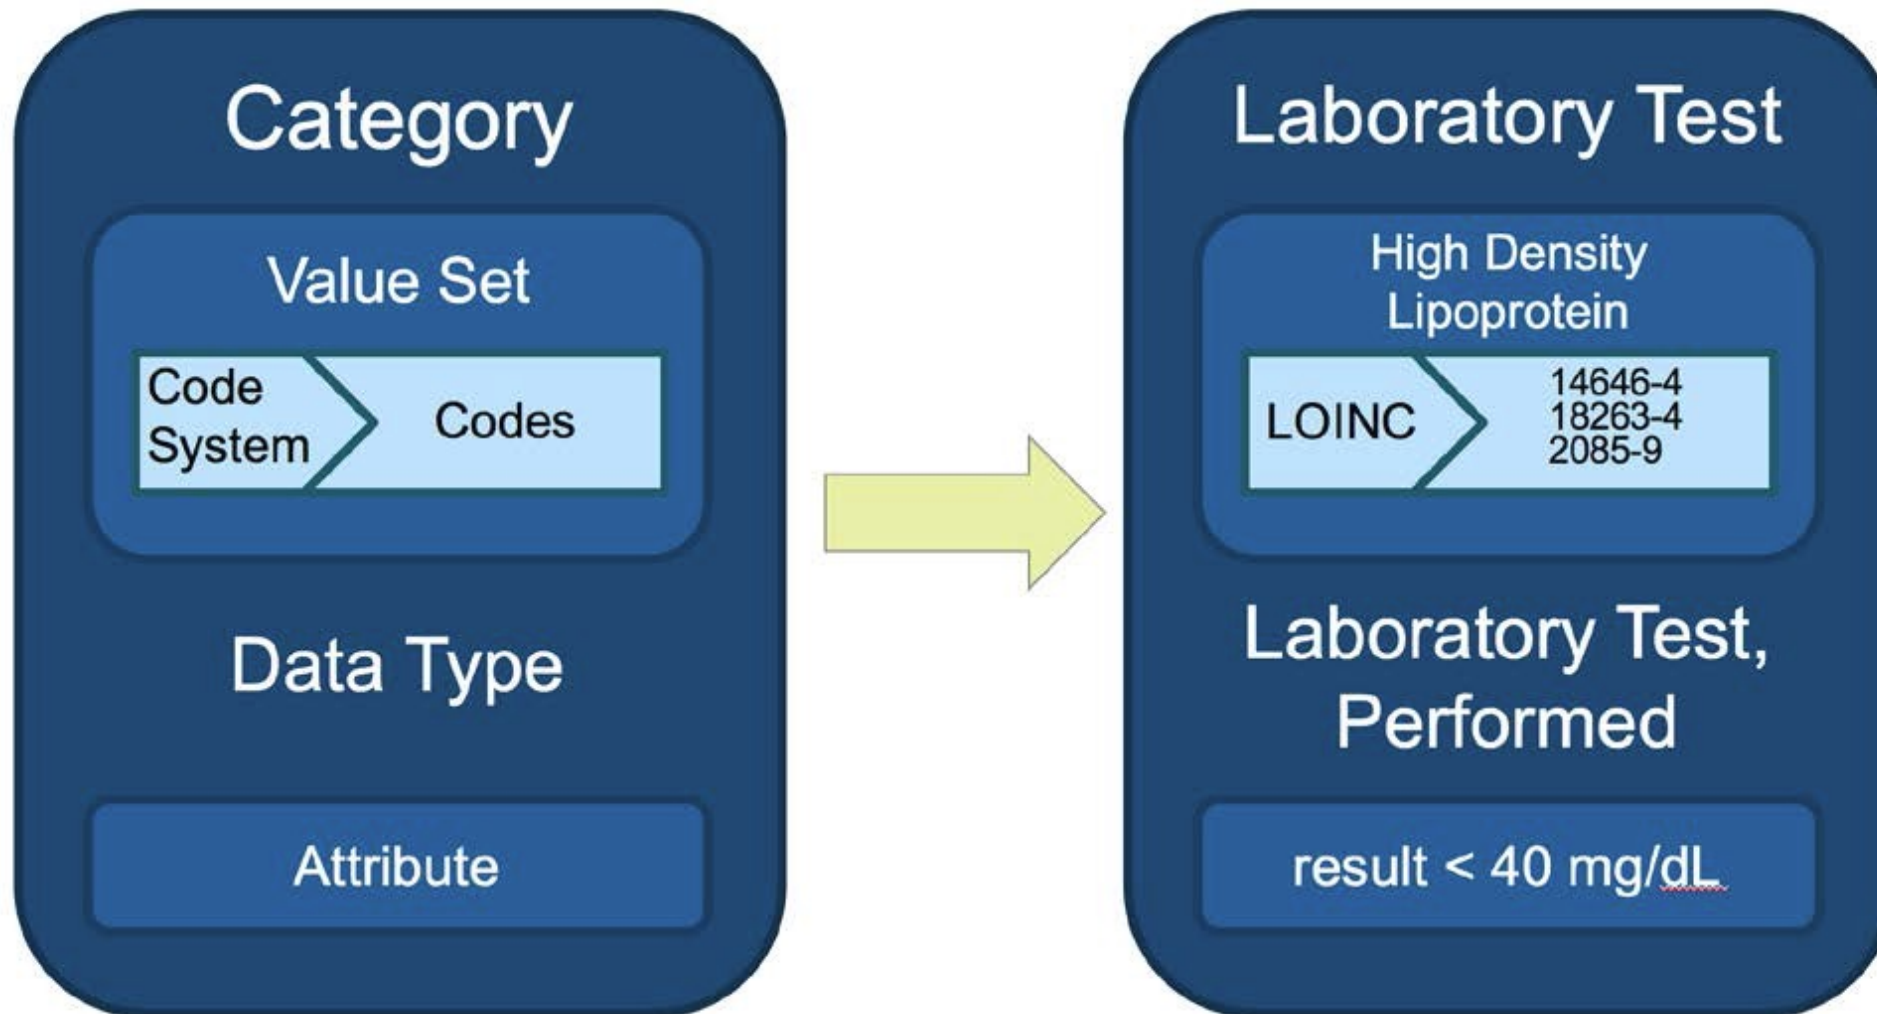 Category
Value Set
Code
System
Codes
Data Type
Attribute
Laboratory Test
High Density
Lipoprotein
LOINC
14646-4
18263-4
2085-9
Laboratory Test,
Performed
result < 40 mg/dL